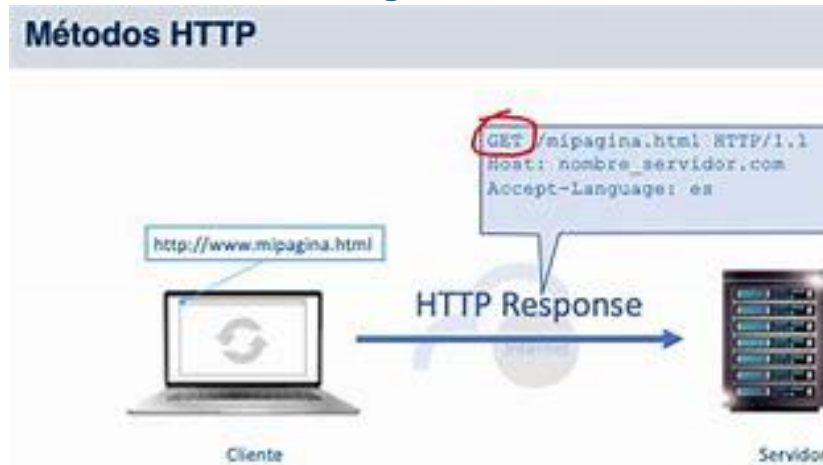 Métodos HTTP
GET /mipagina.html HTTP/1.1
Host: nombre_servidor.com
Accept-Language: es
http://www.mipagina.html
HTTP Response
Internet
Cliente
Servidor